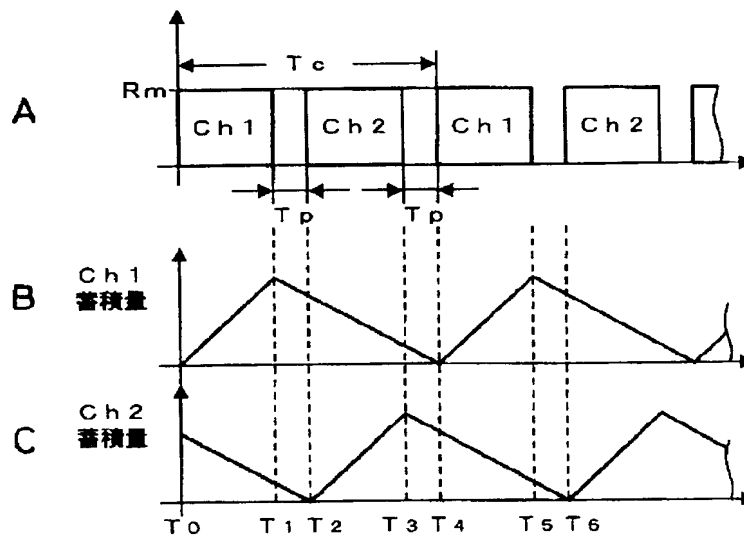 Tc
Rm
A
Ch1
Ch2
Ch1
Ch2
Tp
Tp
B
Ch1
蓄積量
C
Ch2
蓄積量
T0 T1 T2 T3 T4 T5 T6